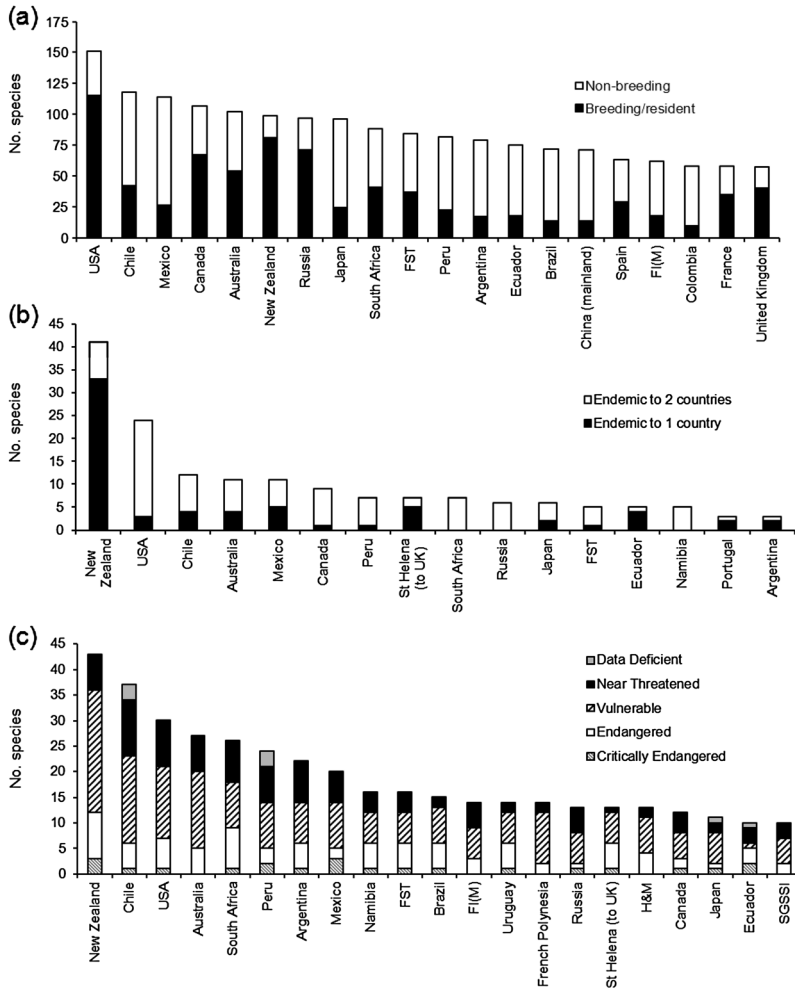 (a)
175
150
125
100
75
50
25
0
No. species
Non-breeding
Breeding/resident
USA
Chile
Mexico
Canada
Australia
New Zealand
Russia
Japan
South Africa
FST
Peru
Argentina
Ecuador
Brazil
China (mainland)
Spain
FI(M)
Colombia
France
United Kingdom
(b)
45
40
35
30
25
20
15
10
5
0
No. species
Endemic to 2 countries
Endemic to 1 country
New
Zealand
USA
Chile
Australia
Mexico
Canada
Peru
St Helena
(to UK)
South Africa
Russia
Japan
FST
Ecuador
Namibia
Portugal
Argentina
(c)
45
40
35
30
25
20
15
10
5
0
No. species
Data Deficient
Near Threatened
Vulnerable
Endangered
Critically Endangered
New Zealand
Chile
USA
Australia
South Africa
Peru
Argentina
Mexico
Namibia
FST
Brazil
FI(M)
Uruguay
French Polynesia
Russia
St Helena (to UK)
H&M
Canada
Japan
Ecuador
SGSSI